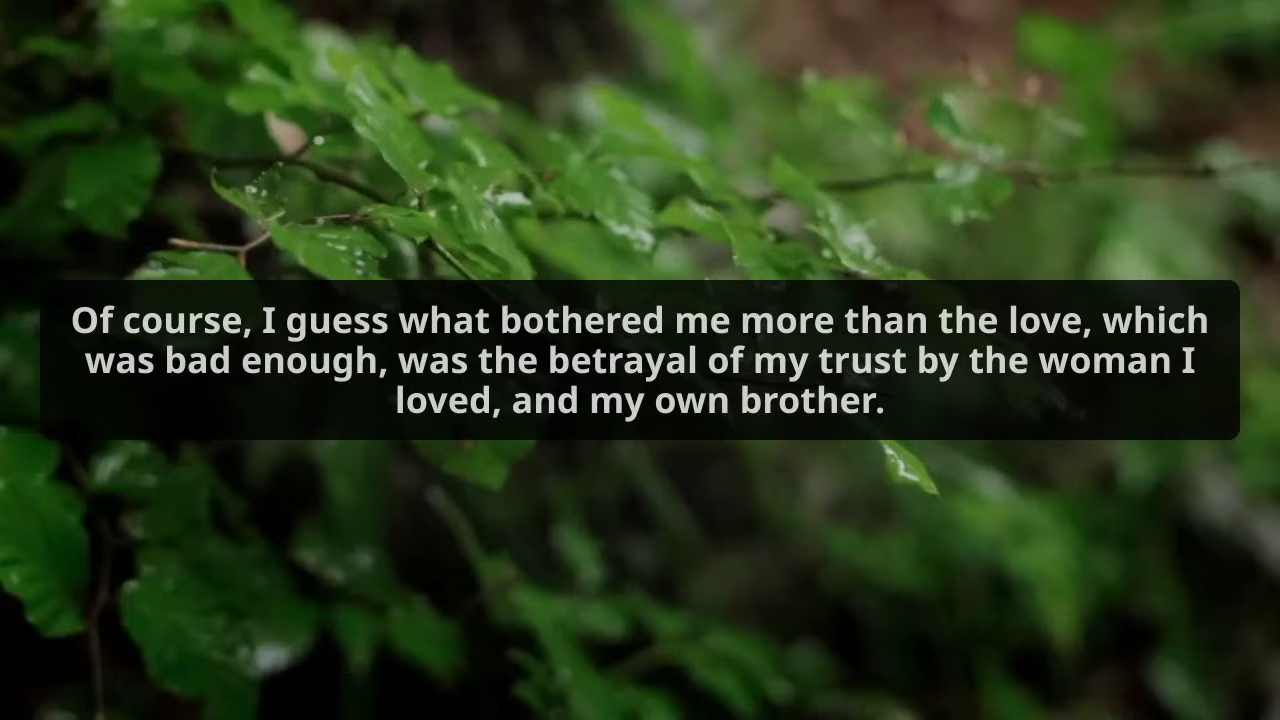 Of course, I guess what bothered me more than the love, which
was bad enough, was the betrayal of my trust by the woman I
loved, and my own brother.